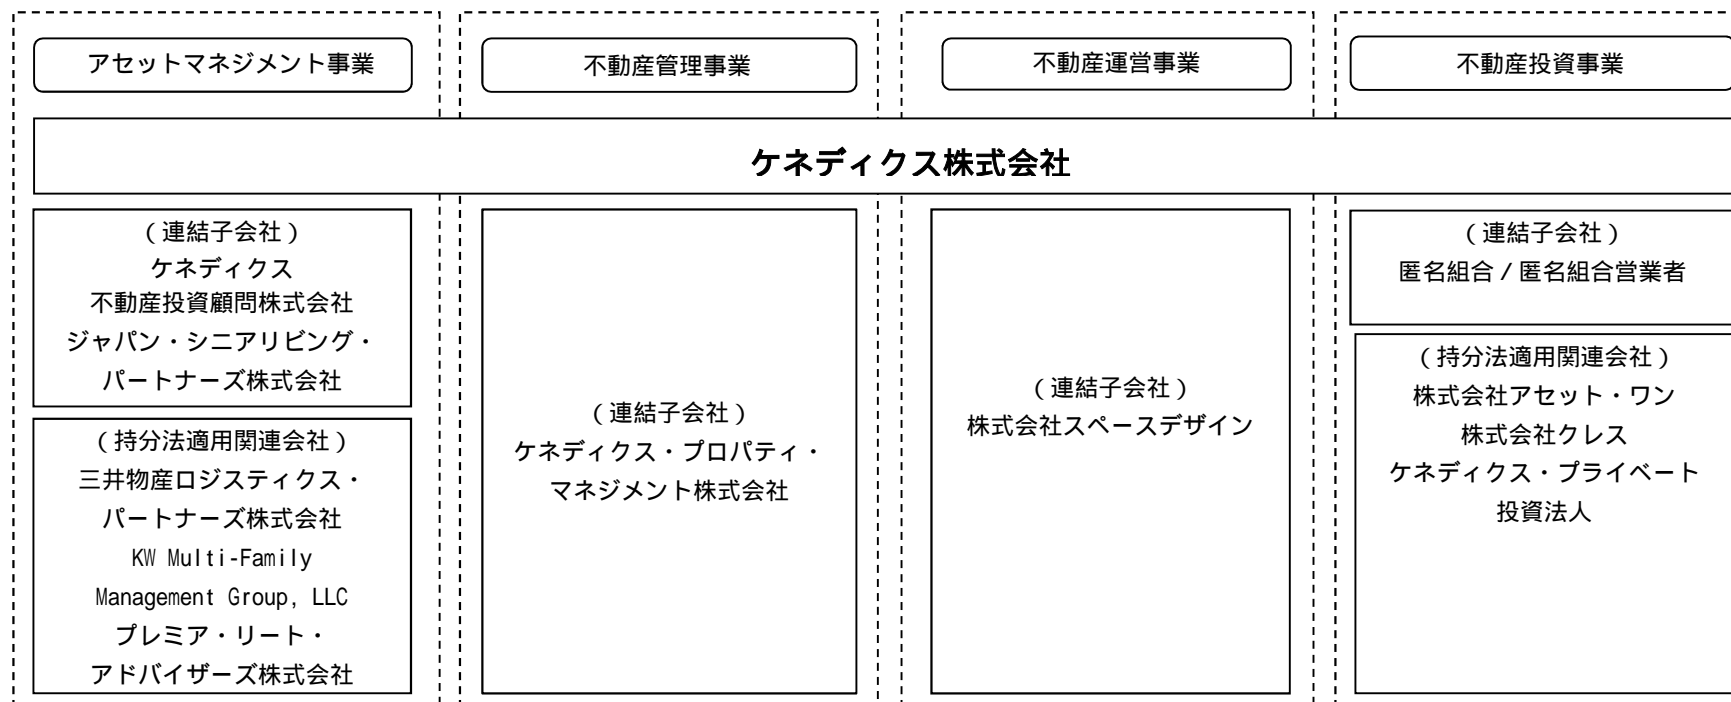 アセットマネジメント事業
不動産管理事業
不動産運営事業
不動産投資事業
ケネディクス株式会社
(連結子会社)
ケネディクス
不動産投資顧問株式会社
ジャパン・シニアリビング・
パートナーズ株式会社
(持分法適用関連会社)
三井物産ロジスティクス・
パートナーズ株式会社
KW Multi-Family
Management Group, LLC
プレミア・リート・
アドバイザーズ株式会社
(連結子会社)
ケネディクス・プロパティ・
マネジメント株式会社
(連結子会社)
株式会社スペースデザイン
(連結子会社)
匿名組合/匿名組合営業者
(持分法適用関連会社)
株式会社アセット・ワン
株式会社クレス
ケネディクス・プライベート
投資法人